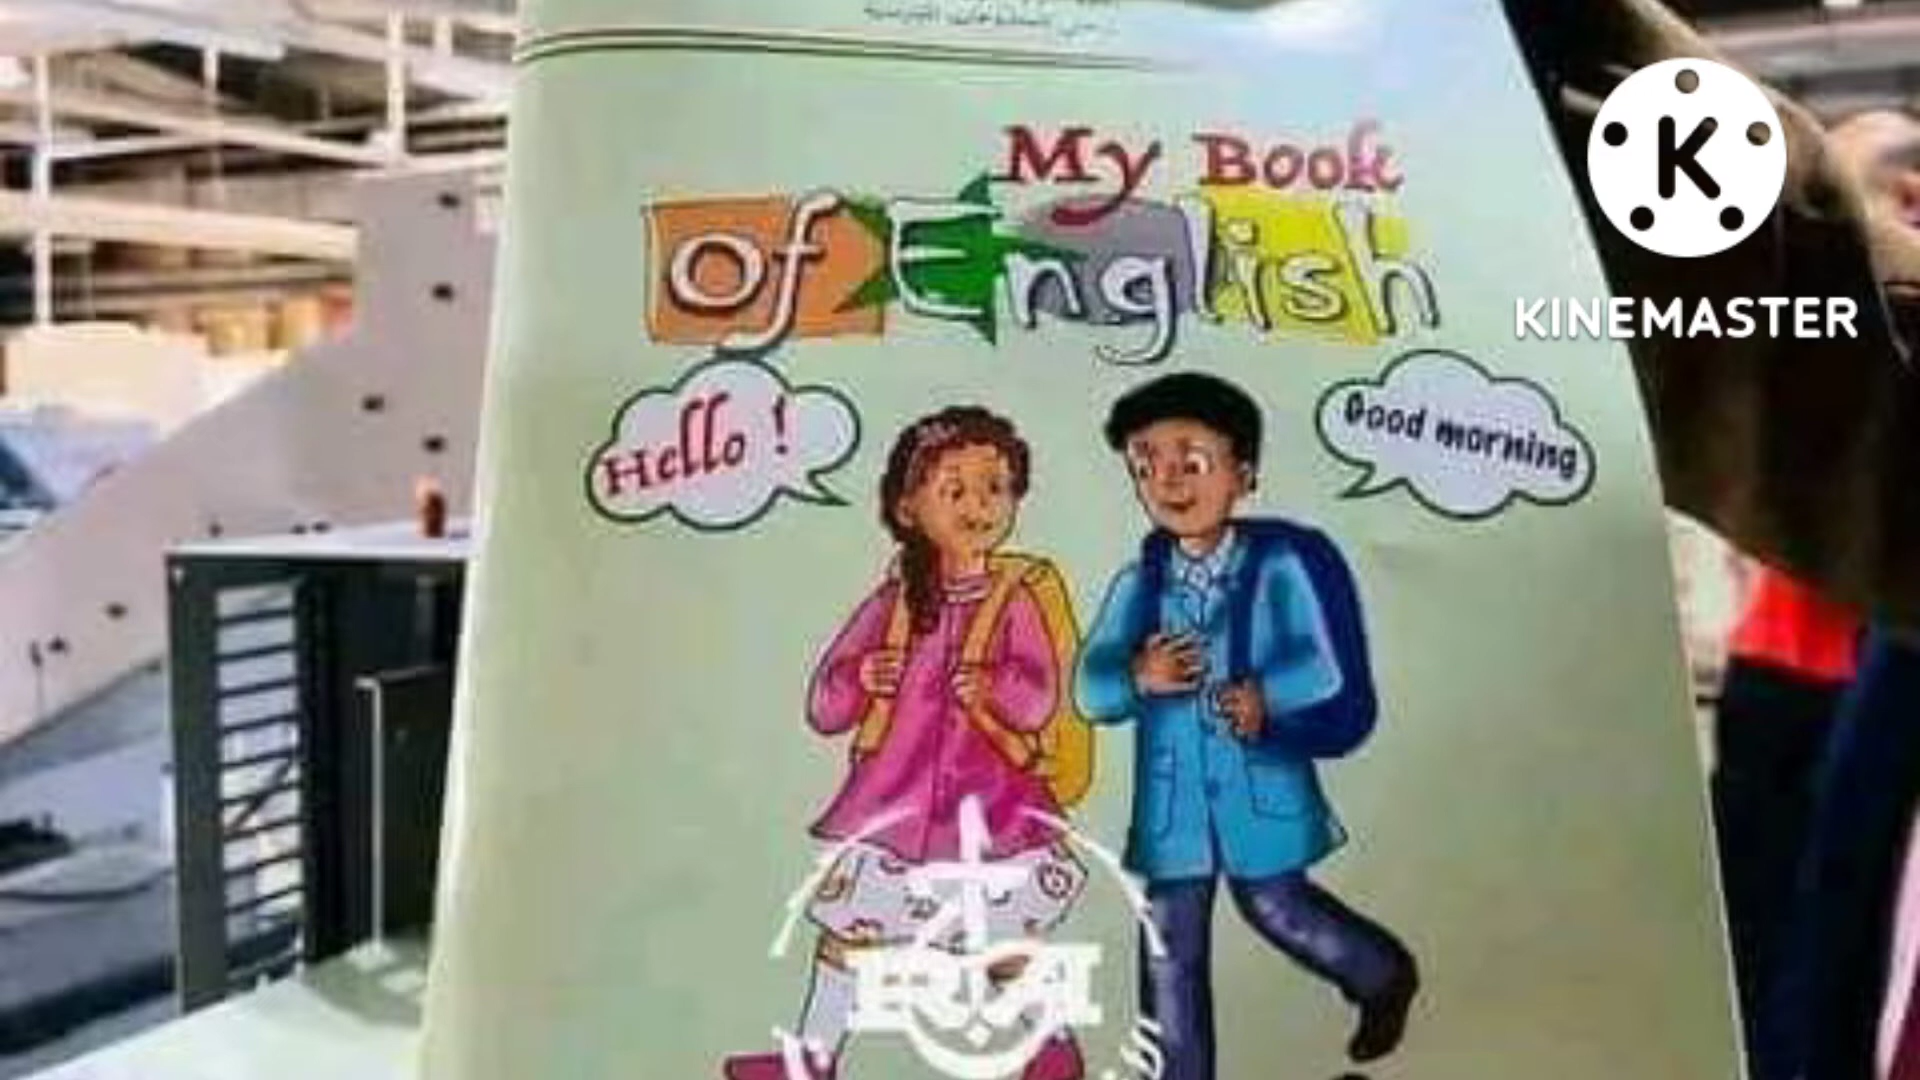 My Book
Of English
Hello !
Good morning
K
KINEMASTER